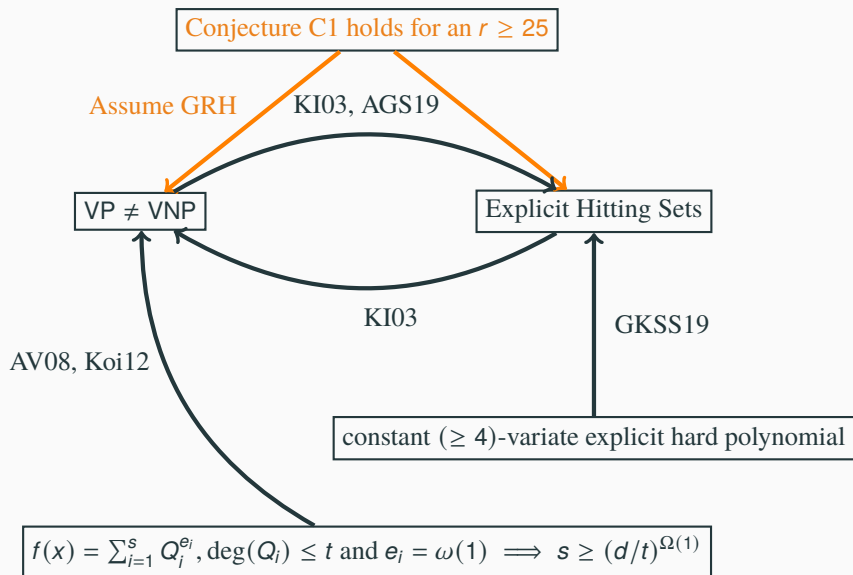 Conjecture C1 holds for an r ≥ 25
Assume GRH
KI03, AGS19
VP ≠ VNP
Explicit Hitting Sets
KI03
GKSS19
AV08, Koi12
constant (≥ 4)-variate explicit hard polynomial
f(x) = ∑_{i=1}^{s} Q_i^{e_i}, deg(Q_i) ≤ t and e_i = ω(1) ⟹ s ≥ (d/t)^{Ω(1)}